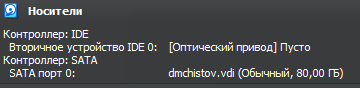 Носители
Контроллер: IDE
Вторичное устройство IDE 0: [Оптический привод] Пусто
Контроллер: SATA
SATA порт 0: dmchistov.vdi (Обычный, 80,00 ГБ)